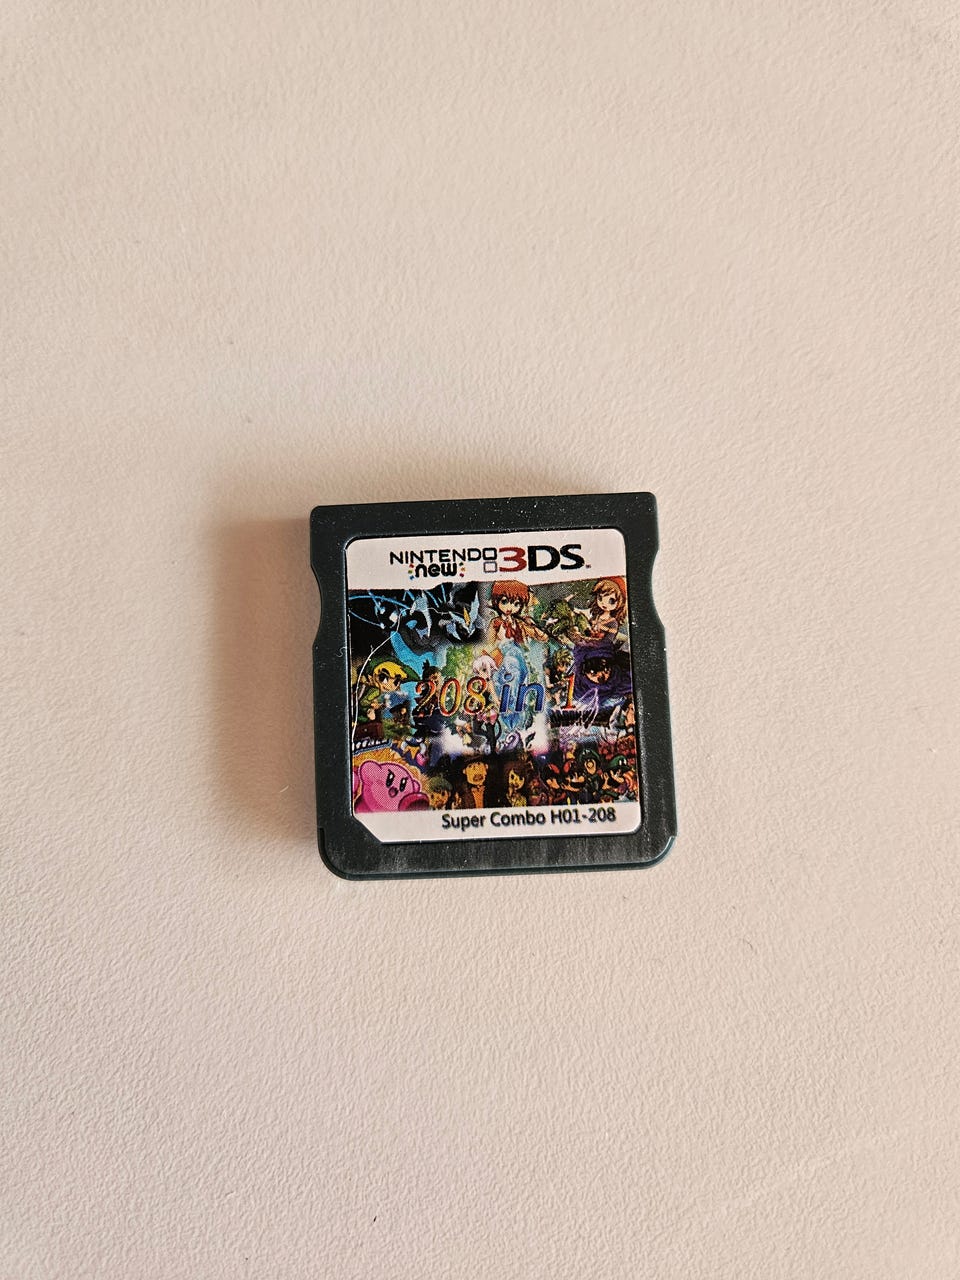 NINTENDO 3DS
new
208 in 1
Super Combo H01-208